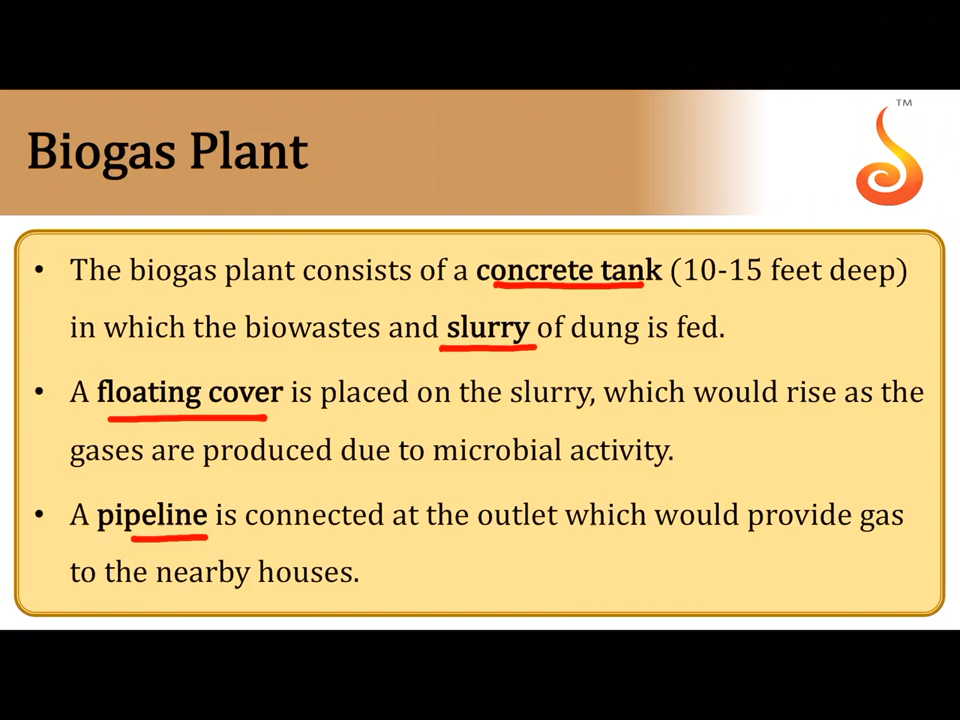 TM
Biogas Plant
• The biogas plant consists of a concrete tank (10-15 feet deep)
in which the biowastes and slurry of dung is fed.
• A floating cover is placed on the slurry, which would rise as the
gases are produced due to microbial activity.
• A pipeline is connected at the outlet which would provide gas
to the nearby houses.